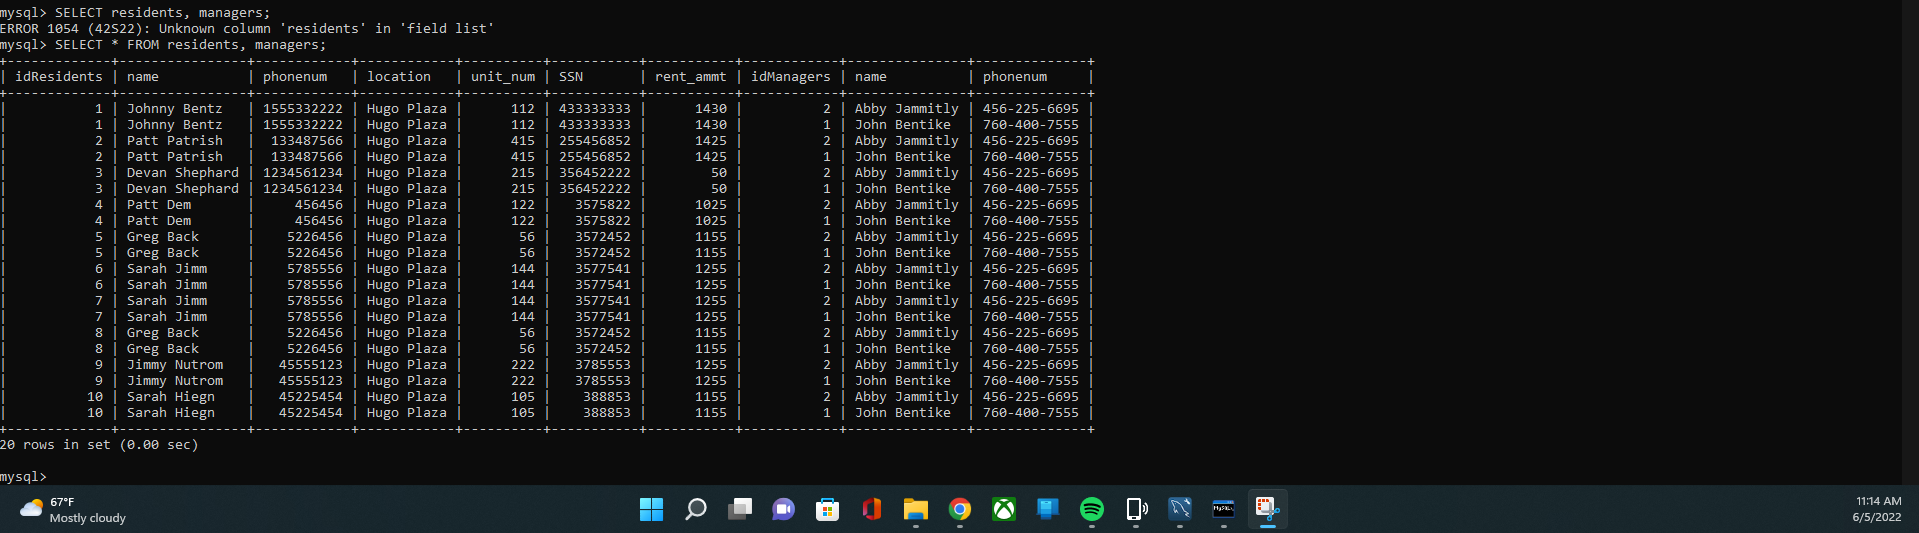 mysql> SELECT residents, managers;
ERROR 1054 (42S22): Unknown column 'residents' in 'field list'
mysql> SELECT * FROM residents, managers;
+-------------+----------------+------------+------------+----------+-----------+-----------+------------+---------------+--------------+
| idResidents | name           | phonenum   | location   | unit_num | SSN       | rent_ammt | idManagers | name          | phonenum     |
+-------------+----------------+------------+------------+----------+-----------+-----------+------------+---------------+--------------+
|           1 | Johnny Bentz   | 1555332222 | Hugo Plaza |      112 | 433333333 |      1430 |          2 | Abby Jammitly | 456-225-6695 |
|           1 | Johnny Bentz   | 1555332222 | Hugo Plaza |      112 | 433333333 |      1430 |          1 | John Bentike  | 760-400-7555 |
|           2 | Patt Patrish   |  133487566 | Hugo Plaza |      415 | 255456852 |      1425 |          2 | Abby Jammitly | 456-225-6695 |
|           2 | Patt Patrish   |  133487566 | Hugo Plaza |      415 | 255456852 |      1425 |          1 | John Bentike  | 760-400-7555 |
|           3 | Devan Shephard | 1234561234 | Hugo Plaza |      215 | 356452222 |        50 |          2 | Abby Jammitly | 456-225-6695 |
|           3 | Devan Shephard | 1234561234 | Hugo Plaza |      215 | 356452222 |        50 |          1 | John Bentike  | 760-400-7555 |
|           4 | Patt Dem       |     456456 | Hugo Plaza |      122 |   3575822 |      1025 |          2 | Abby Jammitly | 456-225-6695 |
|           4 | Patt Dem       |     456456 | Hugo Plaza |      122 |   3575822 |      1025 |          1 | John Bentike  | 760-400-7555 |
|           5 | Greg Back      |    5226456 | Hugo Plaza |       56 |   3572452 |      1155 |          2 | Abby Jammitly | 456-225-6695 |
|           5 | Greg Back      |    5226456 | Hugo Plaza |       56 |   3572452 |      1155 |          1 | John Bentike  | 760-400-7555 |
|           6 | Sarah Jimm     |    5785556 | Hugo Plaza |      144 |   3577541 |      1255 |          2 | Abby Jammitly | 456-225-6695 |
|           6 | Sarah Jimm     |    5785556 | Hugo Plaza |      144 |   3577541 |      1255 |          1 | John Bentike  | 760-400-7555 |
|           7 | Sarah Jimm     |    5785556 | Hugo Plaza |      144 |   3577541 |      1255 |          2 | Abby Jammitly | 456-225-6695 |
|           7 | Sarah Jimm     |    5785556 | Hugo Plaza |      144 |   3577541 |      1255 |          1 | John Bentike  | 760-400-7555 |
|           8 | Greg Back      |    5226456 | Hugo Plaza |       56 |   3572452 |      1155 |          2 | Abby Jammitly | 456-225-6695 |
|           8 | Greg Back      |    5226456 | Hugo Plaza |       56 |   3572452 |      1155 |          1 | John Bentike  | 760-400-7555 |
|           9 | Jimmy Nutrom   |   45555123 | Hugo Plaza |      222 |   3785553 |      1255 |          2 | Abby Jammitly | 456-225-6695 |
|           9 | Jimmy Nutrom   |   45555123 | Hugo Plaza |      222 |   3785553 |      1255 |          1 | John Bentike  | 760-400-7555 |
|          10 | Sarah Hiegn    |   45225454 | Hugo Plaza |      105 |    388853 |      1155 |          2 | Abby Jammitly | 456-225-6695 |
|          10 | Sarah Hiegn    |   45225454 | Hugo Plaza |      105 |    388853 |      1155 |          1 | John Bentike  | 760-400-7555 |
+-------------+----------------+------------+------------+----------+-----------+-----------+------------+---------------+--------------+
20 rows in set (0.00 sec)
mysql>
67°F
Mostly cloudy
MySQL
11:14 AM
6/5/2022